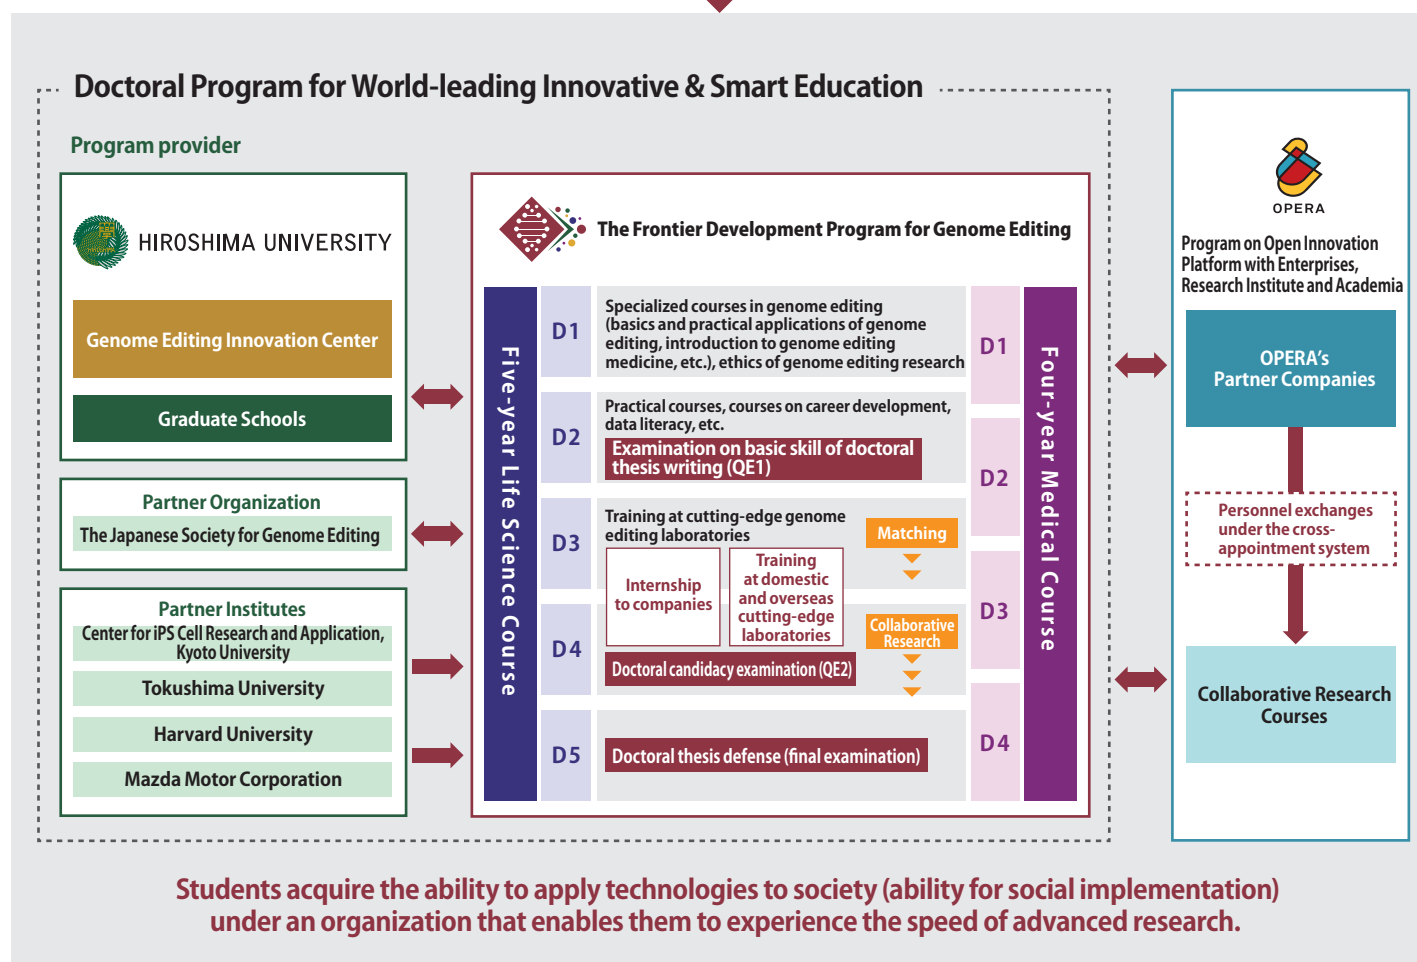 Doctoral Program for World-leading Innovative & Smart Education
Program provider
HIROSHIMA UNIVERSITY
Genome Editing Innovation Center
Graduate Schools
Partner Organization
The Japanese Society for Genome Editing
Partner Institutes
Center for iPS Cell Research and Application,
Kyoto University
Tokushima University
Harvard University
Mazda Motor Corporation
The Frontier Development Program for Genome Editing
Five-year Life Science Course
D1
Specialized courses in genome editing
(basics and practical applications of genome
editing, introduction to genome editing
medicine, etc.), ethics of genome editing research
D2
Practical courses, courses on career development,
data literacy, etc.
Examination on basic skill of doctoral
thesis writing (QE1)
D3
Training at cutting-edge genome
editing laboratories
Matching
Internship
to companies
Training
at domestic
and overseas
cutting-edge
laboratories
D4
Collaborative
Research
Doctoral candidacy examination (QE2)
D5
Doctoral thesis defense (final examination)
D1
D2
D3
D4
Four-year Medical Course
OPERA
Program on Open Innovation
Platform with Enterprises,
Research Institute and Academia
OPERA's
Partner Companies
Personnel exchanges
under the cross-
appointment system
Collaborative Research
Courses
Students acquire the ability to apply technologies to society (ability for social implementation)
under an organization that enables them to experience the speed of advanced research.